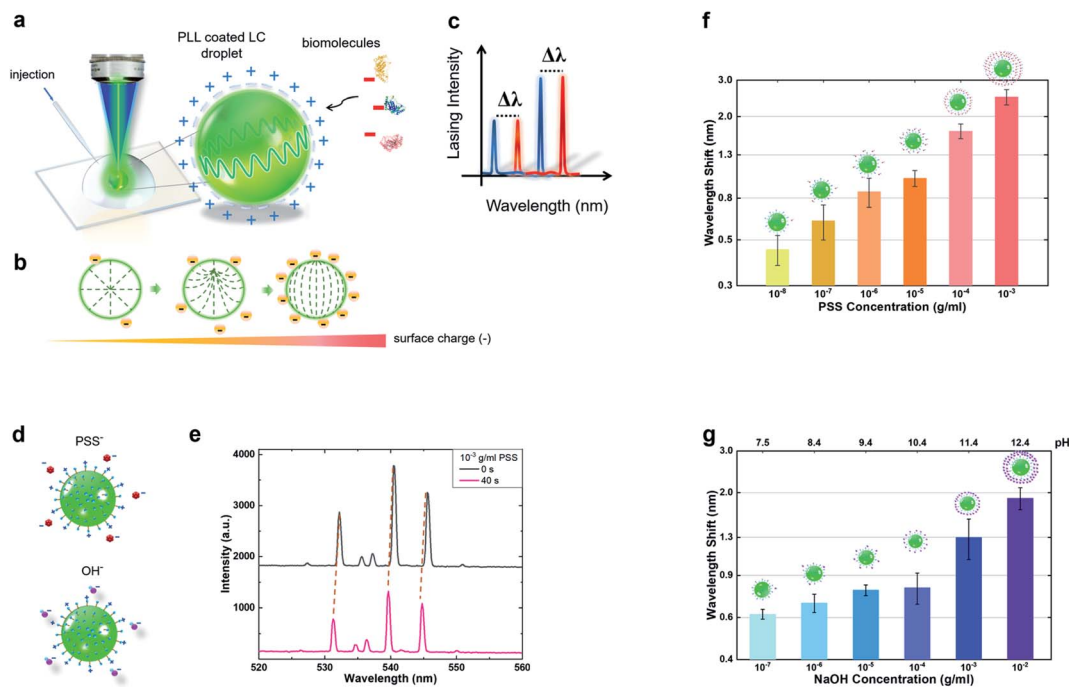 a
PLL coated LC
droplet
biomolecules
injection
+ + + + + + + + + + + + + + + + + + + + + + + +
c
Lasing Intensity
Δλ
Δλ
Wavelength (nm)
b
surface charge (-)
d
PSS⁻
OH⁻
e
10⁻³ g/ml PSS
0 s
40 s
Intensity (a.u.)
4000
3000
2000
1000
520
530
540
550
560
Wavelength (nm)
f
Wavelength Shift (nm)
3.0
2.0
1.3
0.8
0.5
0.3
10⁻⁸
10⁻⁷
10⁻⁶
10⁻⁵
10⁻⁴
10⁻³
PSS Concentration (g/ml)
g
7.5
8.4
9.4
10.4
11.4
12.4
pH
Wavelength Shift (nm)
3.0
2.0
1.3
0.9
0.6
0.4
10⁻⁷
10⁻⁶
10⁻⁵
10⁻⁴
10⁻³
10⁻²
NaOH Concentration (g/ml)